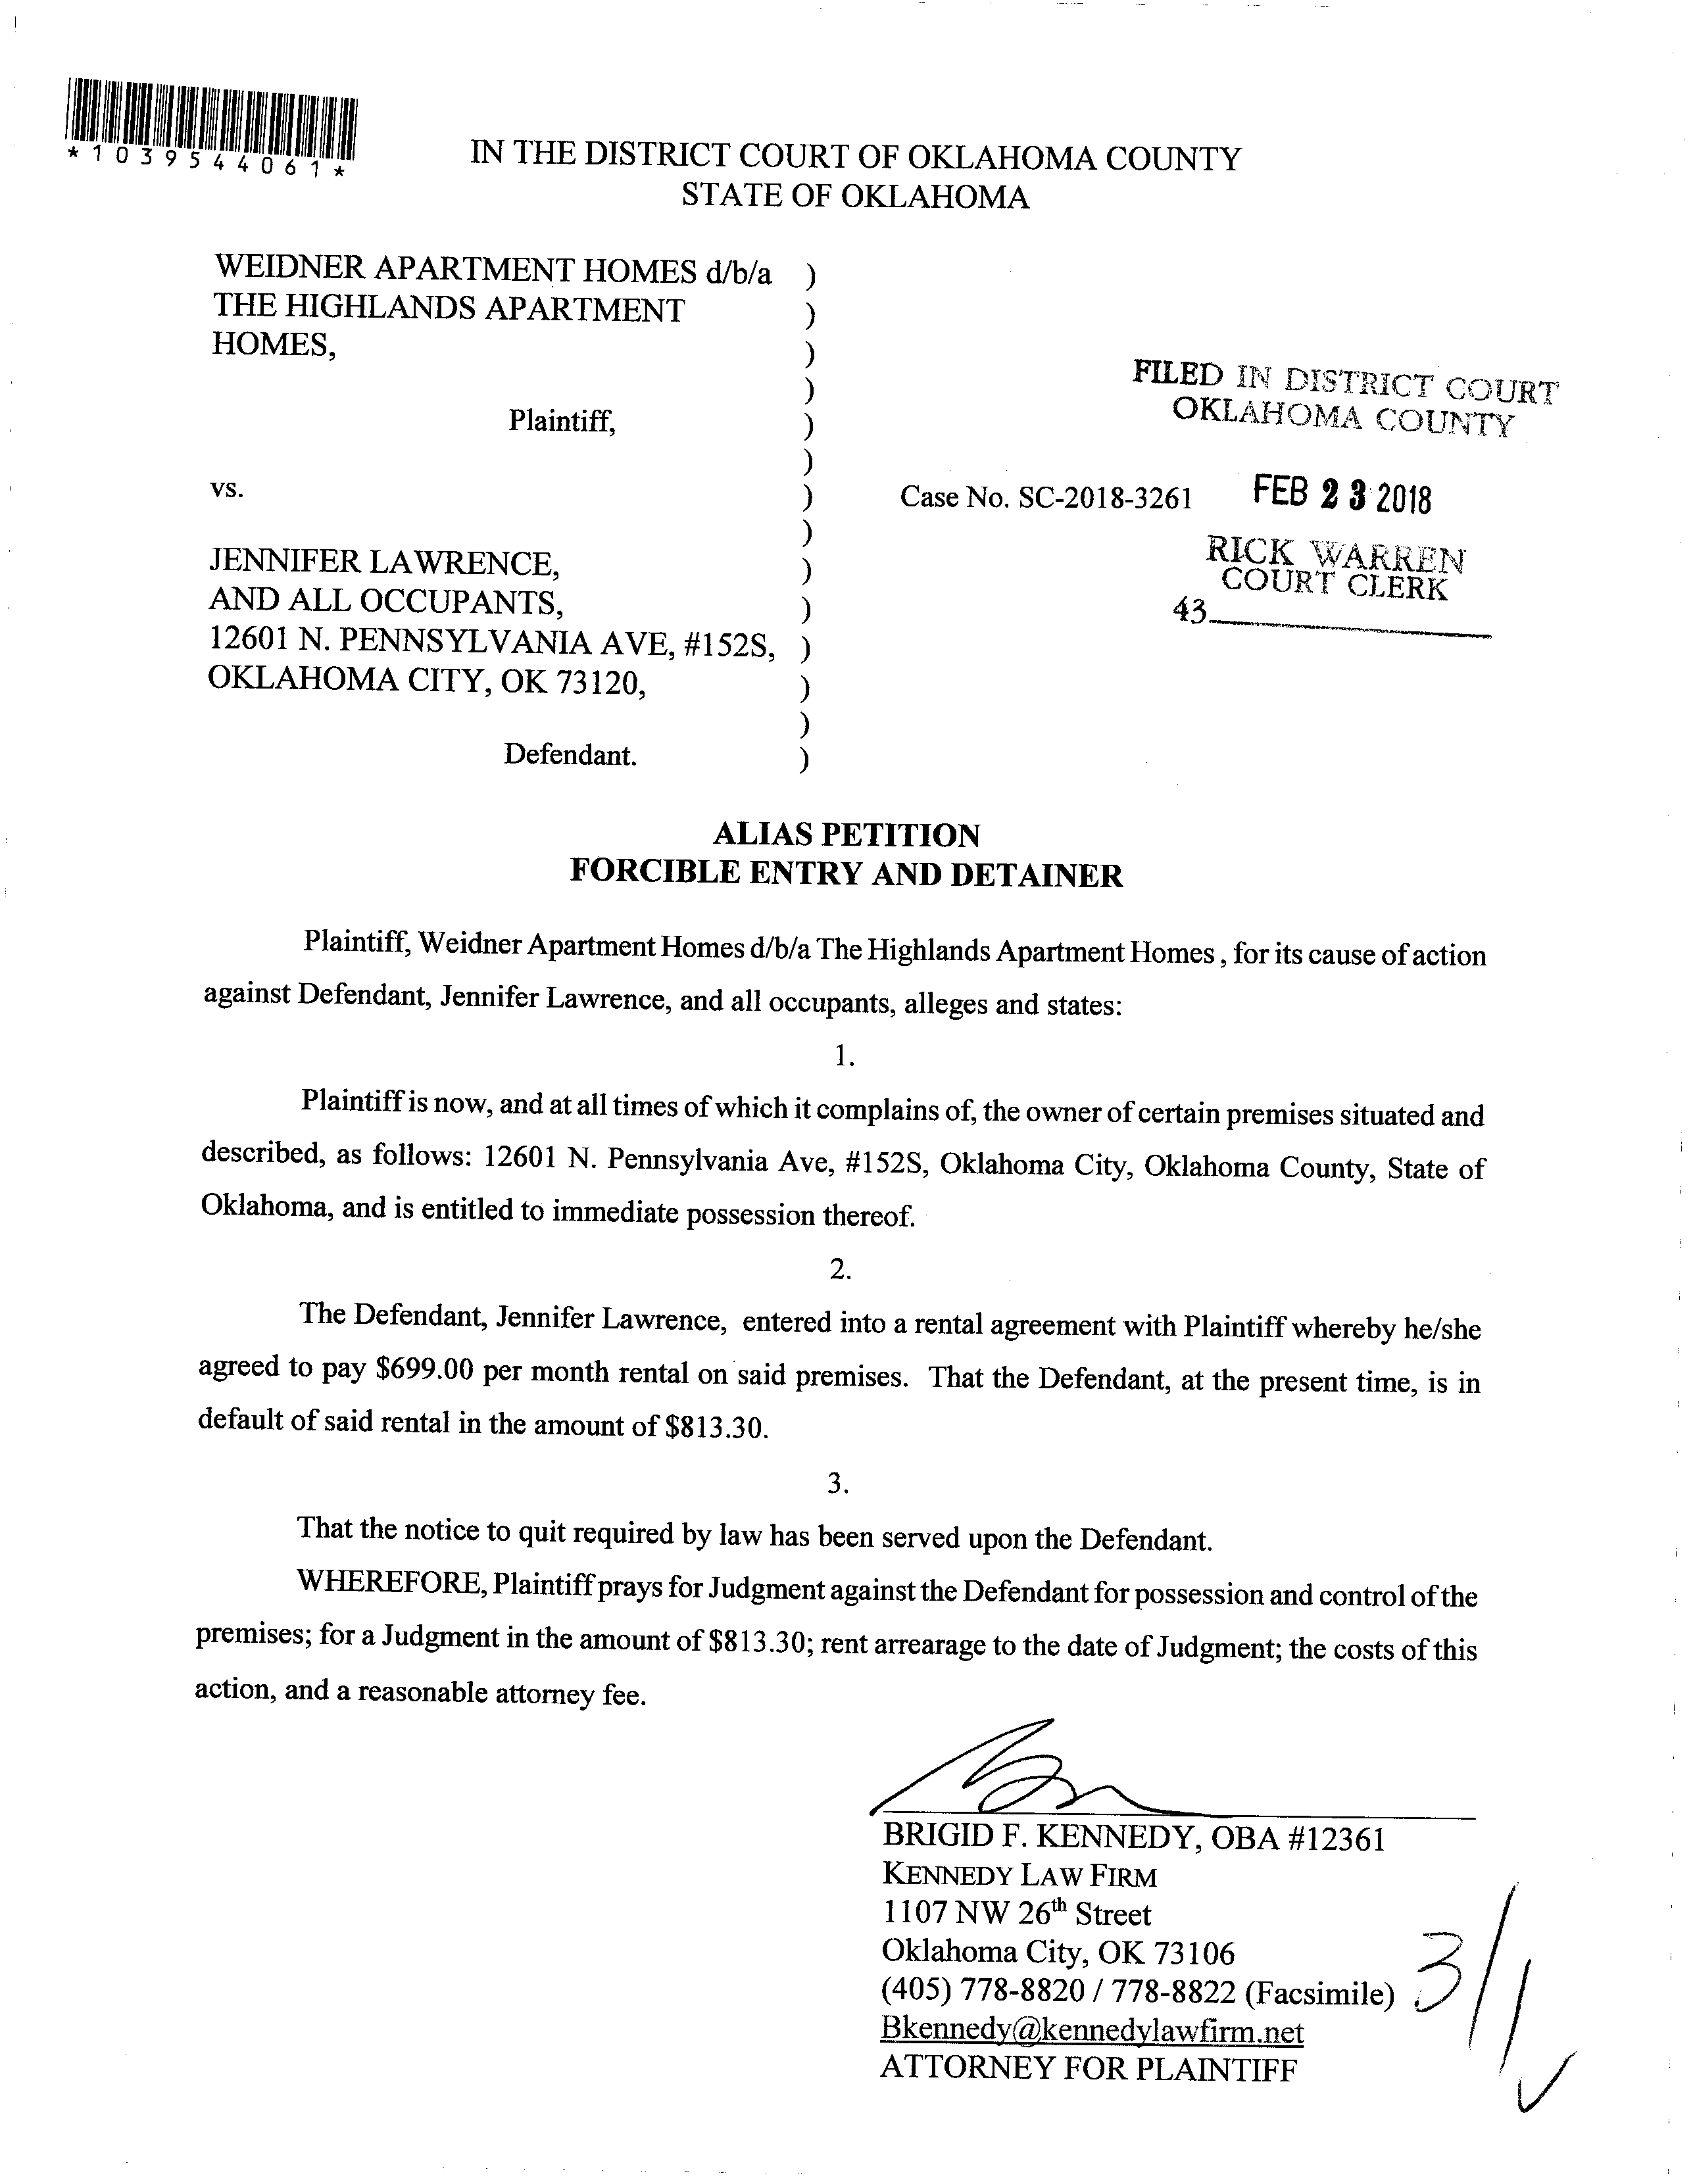 *1039544061*
IN THE DISTRICT COURT OF OKLAHOMA COUNTY
STATE OF OKLAHOMA
WEIDNER APARTMENT HOMES d/b/a )
THE HIGHLANDS APARTMENT )
HOMES, )
)
Plaintiff, )
)
vs. )
)
JENNIFER LAWRENCE, )
AND ALL OCCUPANTS, )
12601 N. PENNSYLVANIA AVE, #152S, )
OKLAHOMA CITY, OK 73120, )
)
Defendant. )
FILED IN DISTRICT COURT
OKLAHOMA COUNTY
Case No. SC-2018-3261
FEB 23 2018
RICK WARREN
COURT CLERK
43
ALIAS PETITION
FORCIBLE ENTRY AND DETAINER
Plaintiff, Weidner Apartment Homes d/b/a The Highlands Apartment Homes , for its cause of action
against Defendant, Jennifer Lawrence, and all occupants, alleges and states:
1.
Plaintiff is now, and at all times of which it complains of, the owner of certain premises situated and
described, as follows: 12601 N. Pennsylvania Ave, #152S, Oklahoma City, Oklahoma County, State of
Oklahoma, and is entitled to immediate possession thereof.
2.
The Defendant, Jennifer Lawrence, entered into a rental agreement with Plaintiff whereby he/she
agreed to pay $699.00 per month rental on said premises. That the Defendant, at the present time, is in
default of said rental in the amount of $813.30.
3.
That the notice to quit required by law has been served upon the Defendant.
WHEREFORE, Plaintiff prays for Judgment against the Defendant for possession and control of the
premises; for a Judgment in the amount of $813.30; rent arrearage to the date of Judgment; the costs of this
action, and a reasonable attorney fee.
BRIGID F. KENNEDY, OBA #12361
KENNEDY LAW FIRM
1107 NW 26th Street
Oklahoma City, OK 73106
(405) 778-8820 / 778-8822 (Facsimile)
Bkennedy@kennedylawfirm.net
ATTORNEY FOR PLAINTIFF
3/1